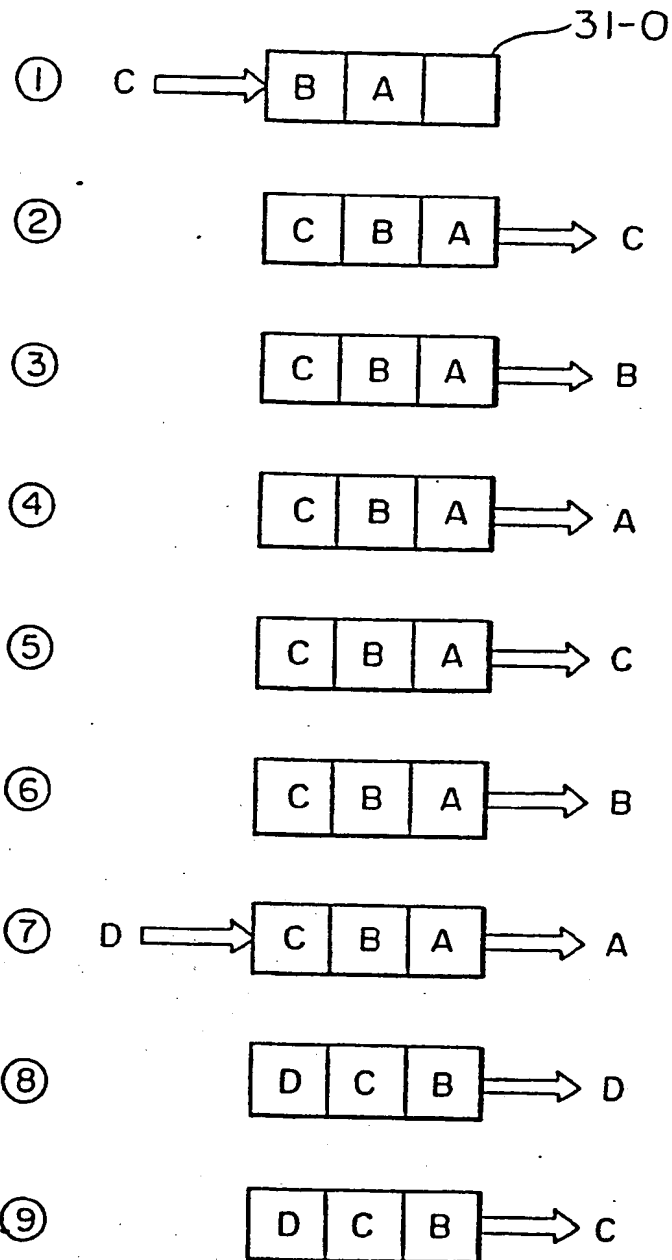 31-0
① C B A
② C B A C
③ C B A B
④ C B A A
⑤ C B A C
⑥ C B A B
⑦ D C B A A
⑧ D C B D
⑨ D C B C